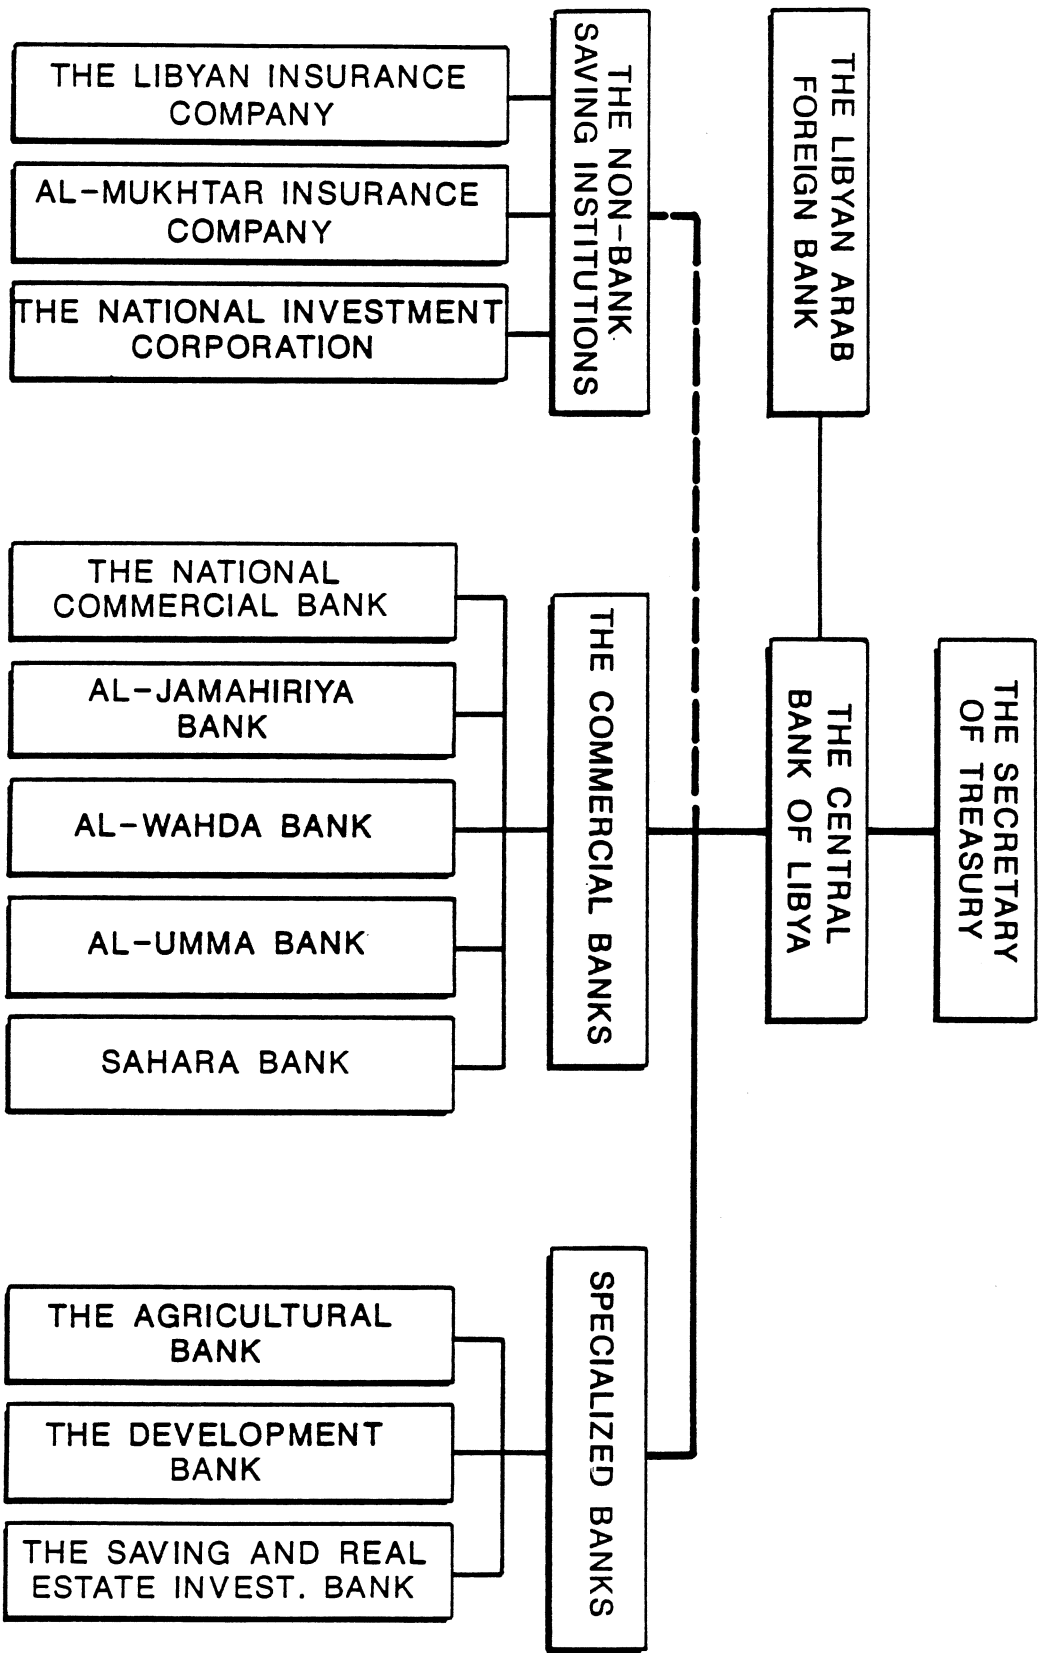 THE SECRETARY
OF TREASURY
THE CENTRAL
BANK OF LIBYA
THE LIBYAN ARAB
FOREIGN BANK
THE NON-BANK
SAVING INSTITUTIONS
THE LIBYAN INSURANCE
COMPANY
AL-MUKHTAR INSURANCE
COMPANY
THE NATIONAL INVESTMENT
CORPORATION
THE COMMERCIAL BANKS
THE NATIONAL
COMMERCIAL BANK
AL-JAMAHIRIYA
BANK
AL-WAHDA BANK
AL-UMMA BANK
SAHARA BANK
SPECIALIZED BANKS
THE AGRICULTURAL
BANK
THE DEVELOPMENT
BANK
THE SAVING AND REAL
ESTATE INVEST. BANK